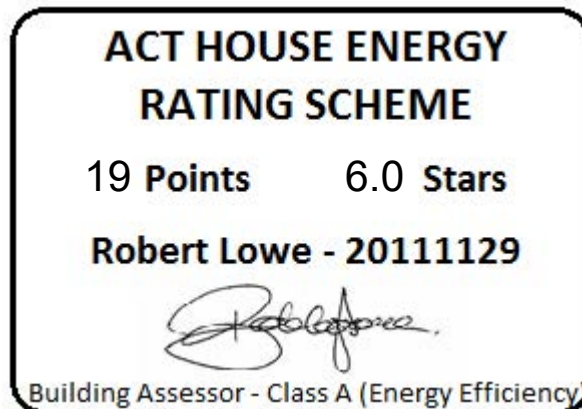 ACT HOUSE ENERGY
RATING SCHEME
19 Points 6.0 Stars
Robert Lowe - 20111129
Building Assessor - Class A (Energy Efficiency)